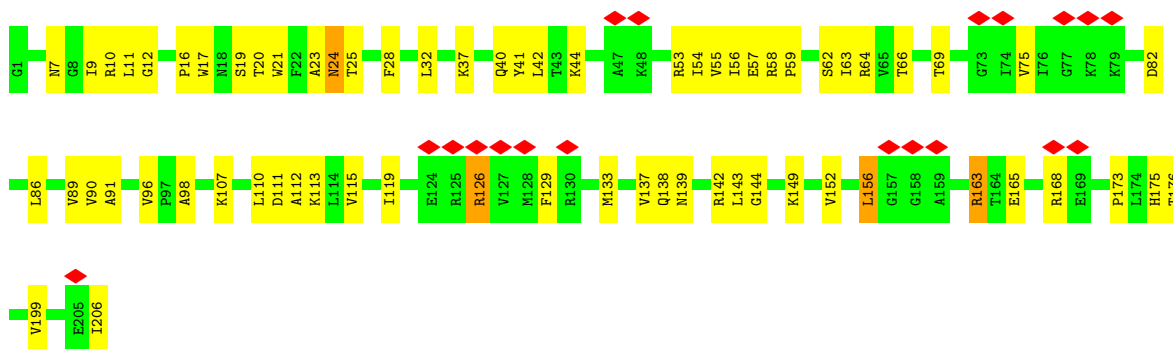 G1 N7 G8 I9 R10 L11 G12 P16 W17 N18 S19 T20 W21 F22 A23 N24 T25 F28 L32 K37 Q40 Y41 L42 T43 K44 A47 K48 R53 I54 V55 I56 E57 R58 P59 S62 I63 R64 V65 T66 T69 G73 I74 V75 I76 G77 K78 K79 D82
L86 V89 V90 A91 V96 P97 A98 K107 L110 D111 A112 K113 L114 V115 I119 E124 R125 R126 V127 M128 F129 R130 M133 V137 Q138 N139 R142 L143 G144 K149 V152 L156 G157 G158 A159 R163 T164 E165 R168 E169 P173 L174 H175 T176
V199 E205 I206